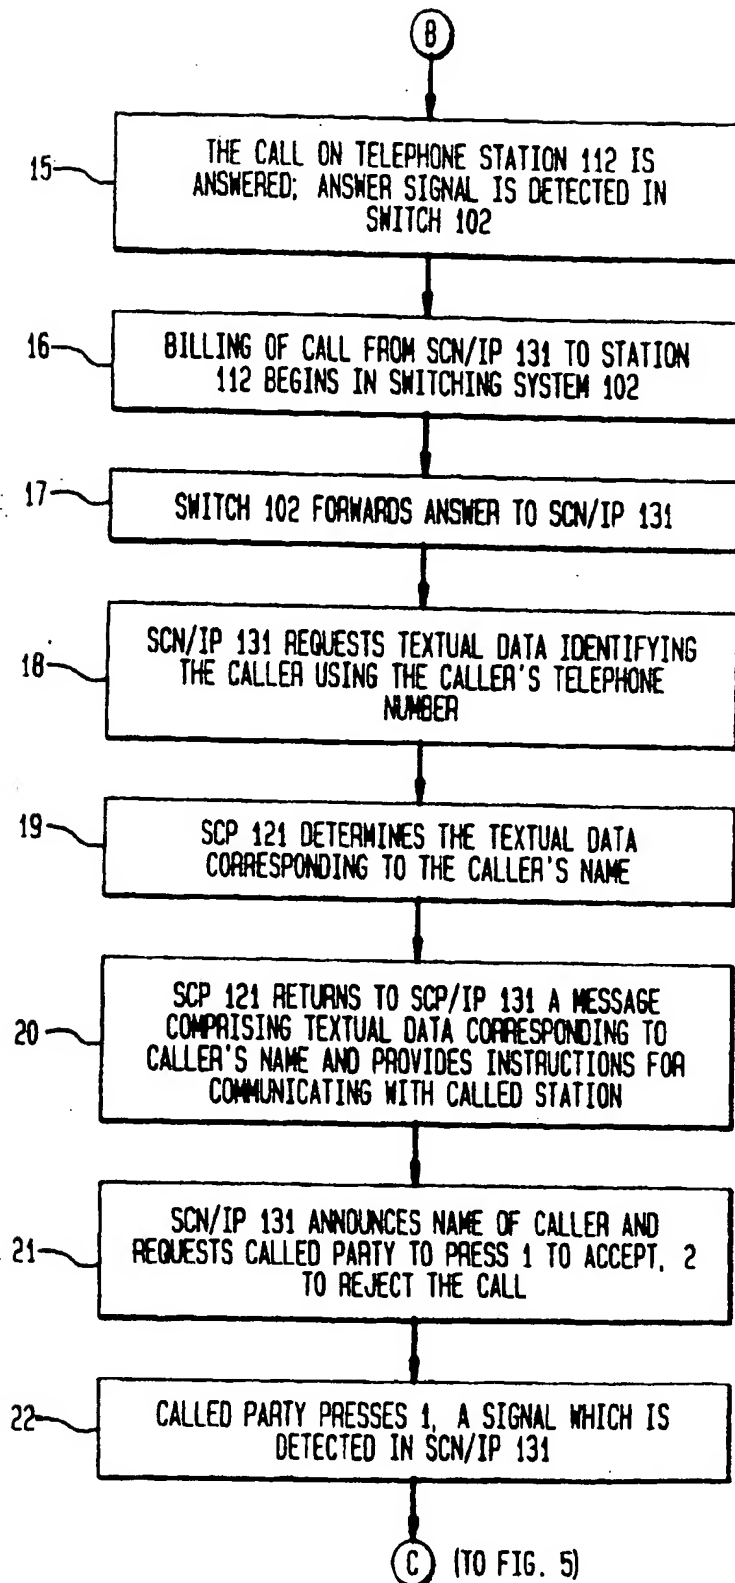 B
15
THE CALL ON TELEPHONE STATION 112 IS
ANSWERED; ANSWER SIGNAL IS DETECTED IN
SWITCH 102
16
BILLING OF CALL FROM SCN/IP 131 TO STATION
112 BEGINS IN SWITCHING SYSTEM 102
17
SWITCH 102 FORWARDS ANSWER TO SCN/IP 131
18
SCN/IP 131 REQUESTS TEXTUAL DATA IDENTIFYING
THE CALLER USING THE CALLER'S TELEPHONE
NUMBER
19
SCP 121 DETERMINES THE TEXTUAL DATA
CORRESPONDING TO THE CALLER'S NAME
20
SCP 121 RETURNS TO SCP/IP 131 A MESSAGE
COMPRISING TEXTUAL DATA CORRESPONDING TO
CALLER'S NAME AND PROVIDES INSTRUCTIONS FOR
COMMUNICATING WITH CALLED STATION
21
SCN/IP 131 ANNOUNCES NAME OF CALLER AND
REQUESTS CALLED PARTY TO PRESS 1 TO ACCEPT, 2
TO REJECT THE CALL
22
CALLED PARTY PRESSES 1, A SIGNAL WHICH IS
DETECTED IN SCN/IP 131
C (TO FIG. 5)